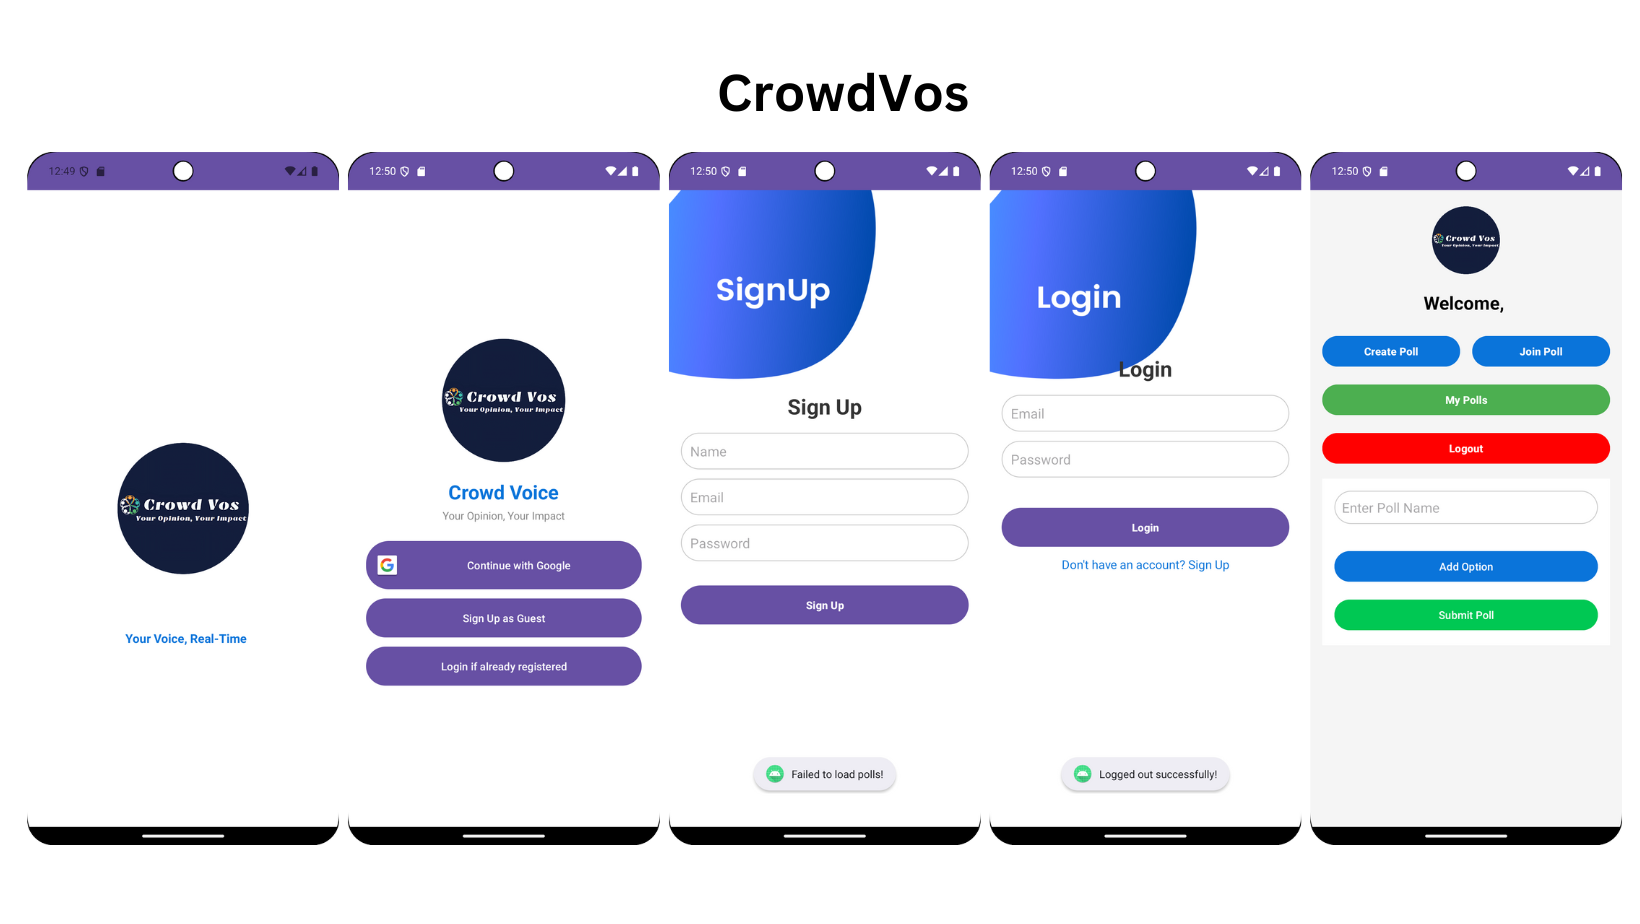 CrowdVos
12:49
Crowd Vos
Your Opinion, Your Impact
Your Voice, Real-Time
12:50
Crowd Vos
Your Opinion, Your Impact
Crowd Voice
Your Opinion, Your Impact
G
Continue with Google
Sign Up as Guest
Login if already registered
12:50
SignUp
Sign Up
Name
Email
Password
Sign Up
Failed to load polls!
12:50
Login
Login
Email
Password
Login
Don't have an account? Sign Up
Logged out successfully!
12:50
Crowd Vos
Your Opinion, Your Impact
Welcome,
Create Poll
Join Poll
My Polls
Logout
Enter Poll Name
Add Option
Submit Poll